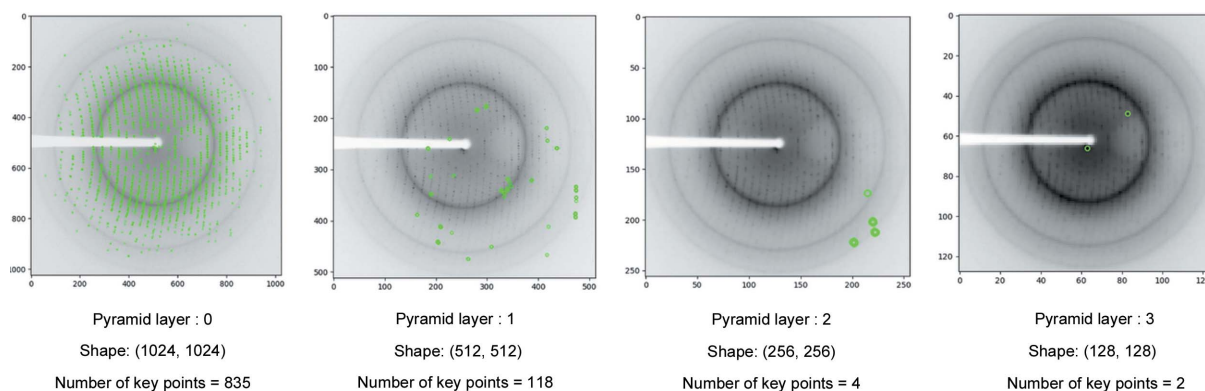 0
200
400
600
800
1000
0 200 400 600 800 1000
Pyramid layer : 0
Shape: (1024, 1024)
Number of key points = 835
0
100
200
300
400
500
0 100 200 300 400 500
Pyramid layer : 1
Shape: (512, 512)
Number of key points = 118
0
50
100
150
200
250
0 50 100 150 200 250
Pyramid layer : 2
Shape: (256, 256)
Number of key points = 4
0
20
40
60
80
100
120
0 20 40 60 80 100 120
Pyramid layer : 3
Shape: (128, 128)
Number of key points = 2